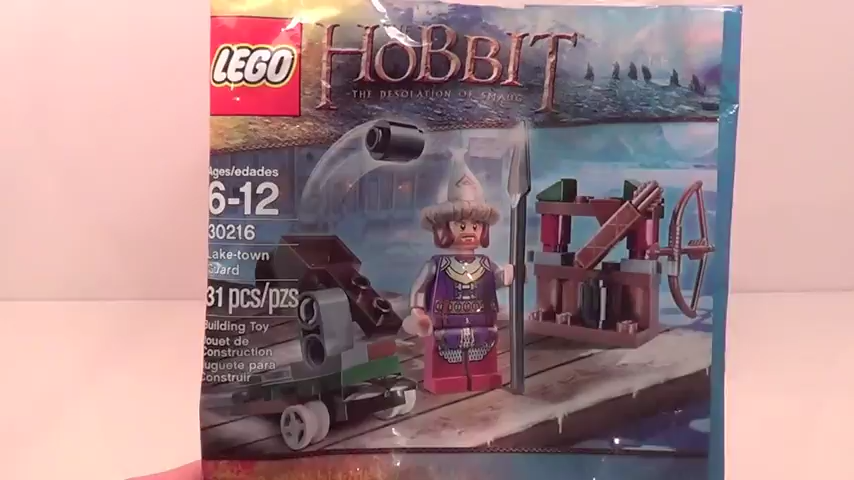 LEGO
THE HOBBIT
THE DESOLATION OF SMAUG
Ages/edades
6-12
30216
Lake-town
Guard
31 pcs/pzs
Building Toy
Jouet de
Construction
Juguete para
Construir